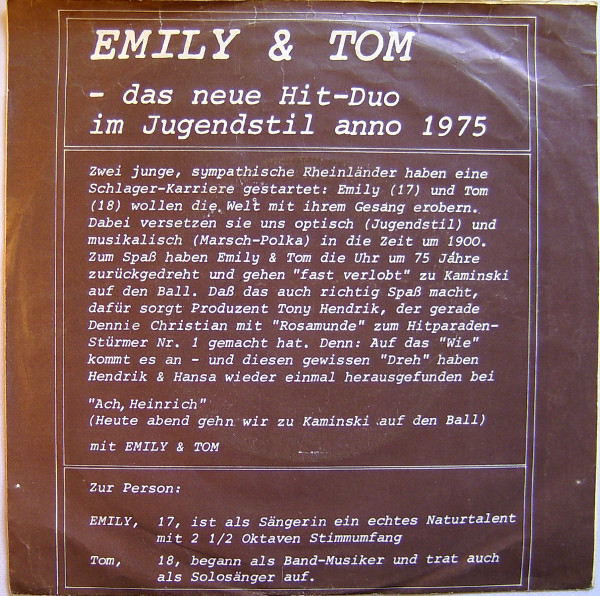 EMILY & TOM
- das neue Hit-Duo
im Jugendstil anno 1975
Zwei junge, sympathische Rheinländer haben eine
Schlager-Karriere gestartet: Emily (17) und Tom
(18) wollen die Welt mit ihrem Gesang erobern.
Dabei versetzen sie uns optisch (Jugendstil) und
musikalisch (Marsch-Polka) in die Zeit um 1900.
Zum Spaß haben Emily & Tom die Uhr um 75 Jahre
zurückgedreht und gehen "fast verlobt" zu Kaminski
auf den Ball. Daß das auch richtig Spaß macht,
dafür sorgt Produzent Tony Hendrik, der gerade
Dennie Christian mit "Rosamunde" zum Hitparaden-
Stürmer Nr. 1 gemacht hat. Denn: Auf das "Wie"
kommt es an - und diesen gewissen "Dreh" haben
Hendrik & Hansa wieder einmal herausgefunden bei
"Ach, Heinrich"
(Heute abend gehn wir zu Kaminski auf den Ball)
mit EMILY & TOM
Zur Person:
EMILY, 17, ist als Sängerin ein echtes Naturtalent
mit 2 1/2 Oktaven Stimmumfang
Tom, 18, begann als Band-Musiker und trat auch
als Solosänger auf.